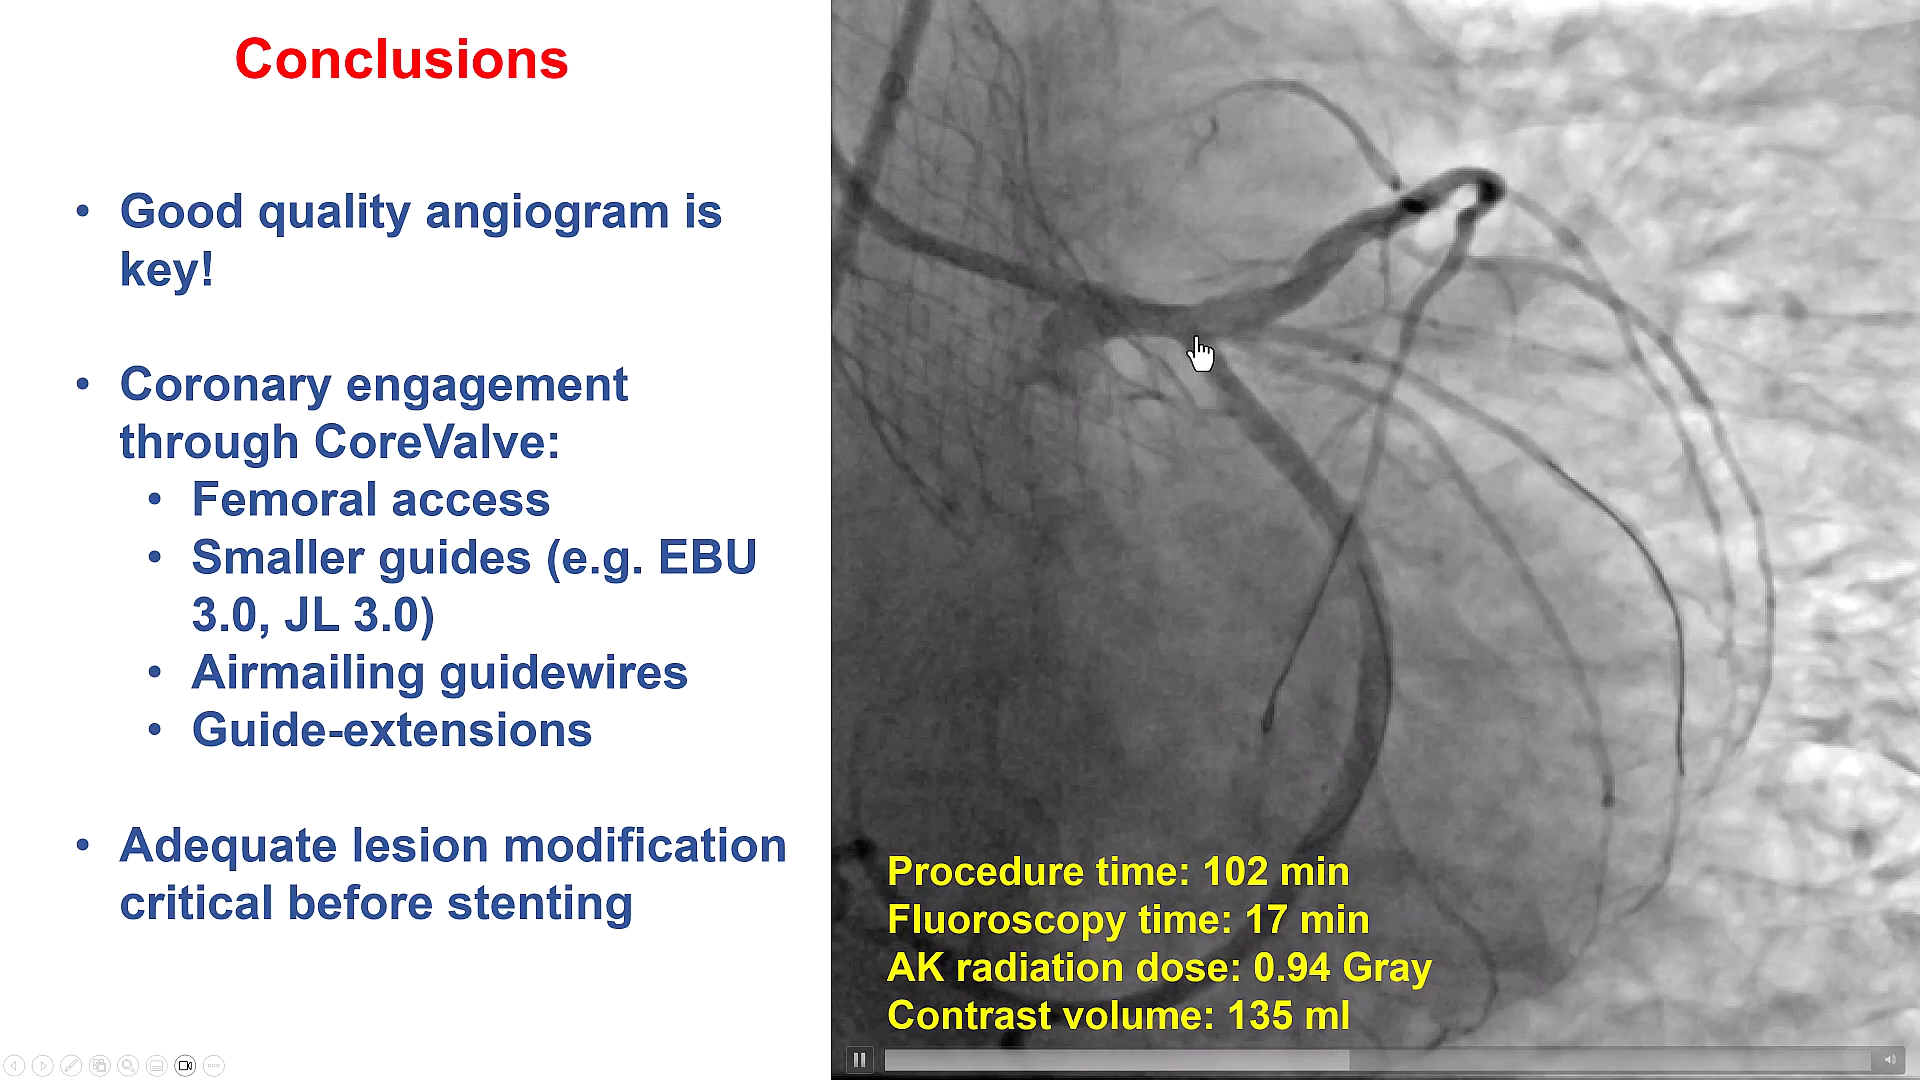 Conclusions
• Good quality angiogram is
key!
• Coronary engagement
through CoreValve:
• Femoral access
• Smaller guides (e.g. EBU
3.0, JL 3.0)
• Airmailing guidewires
• Guide-extensions
• Adequate lesion modification
critical before stenting
Procedure time: 102 min
Fluoroscopy time: 17 min
AK radiation dose: 0.94 Gray
Contrast volume: 135 ml